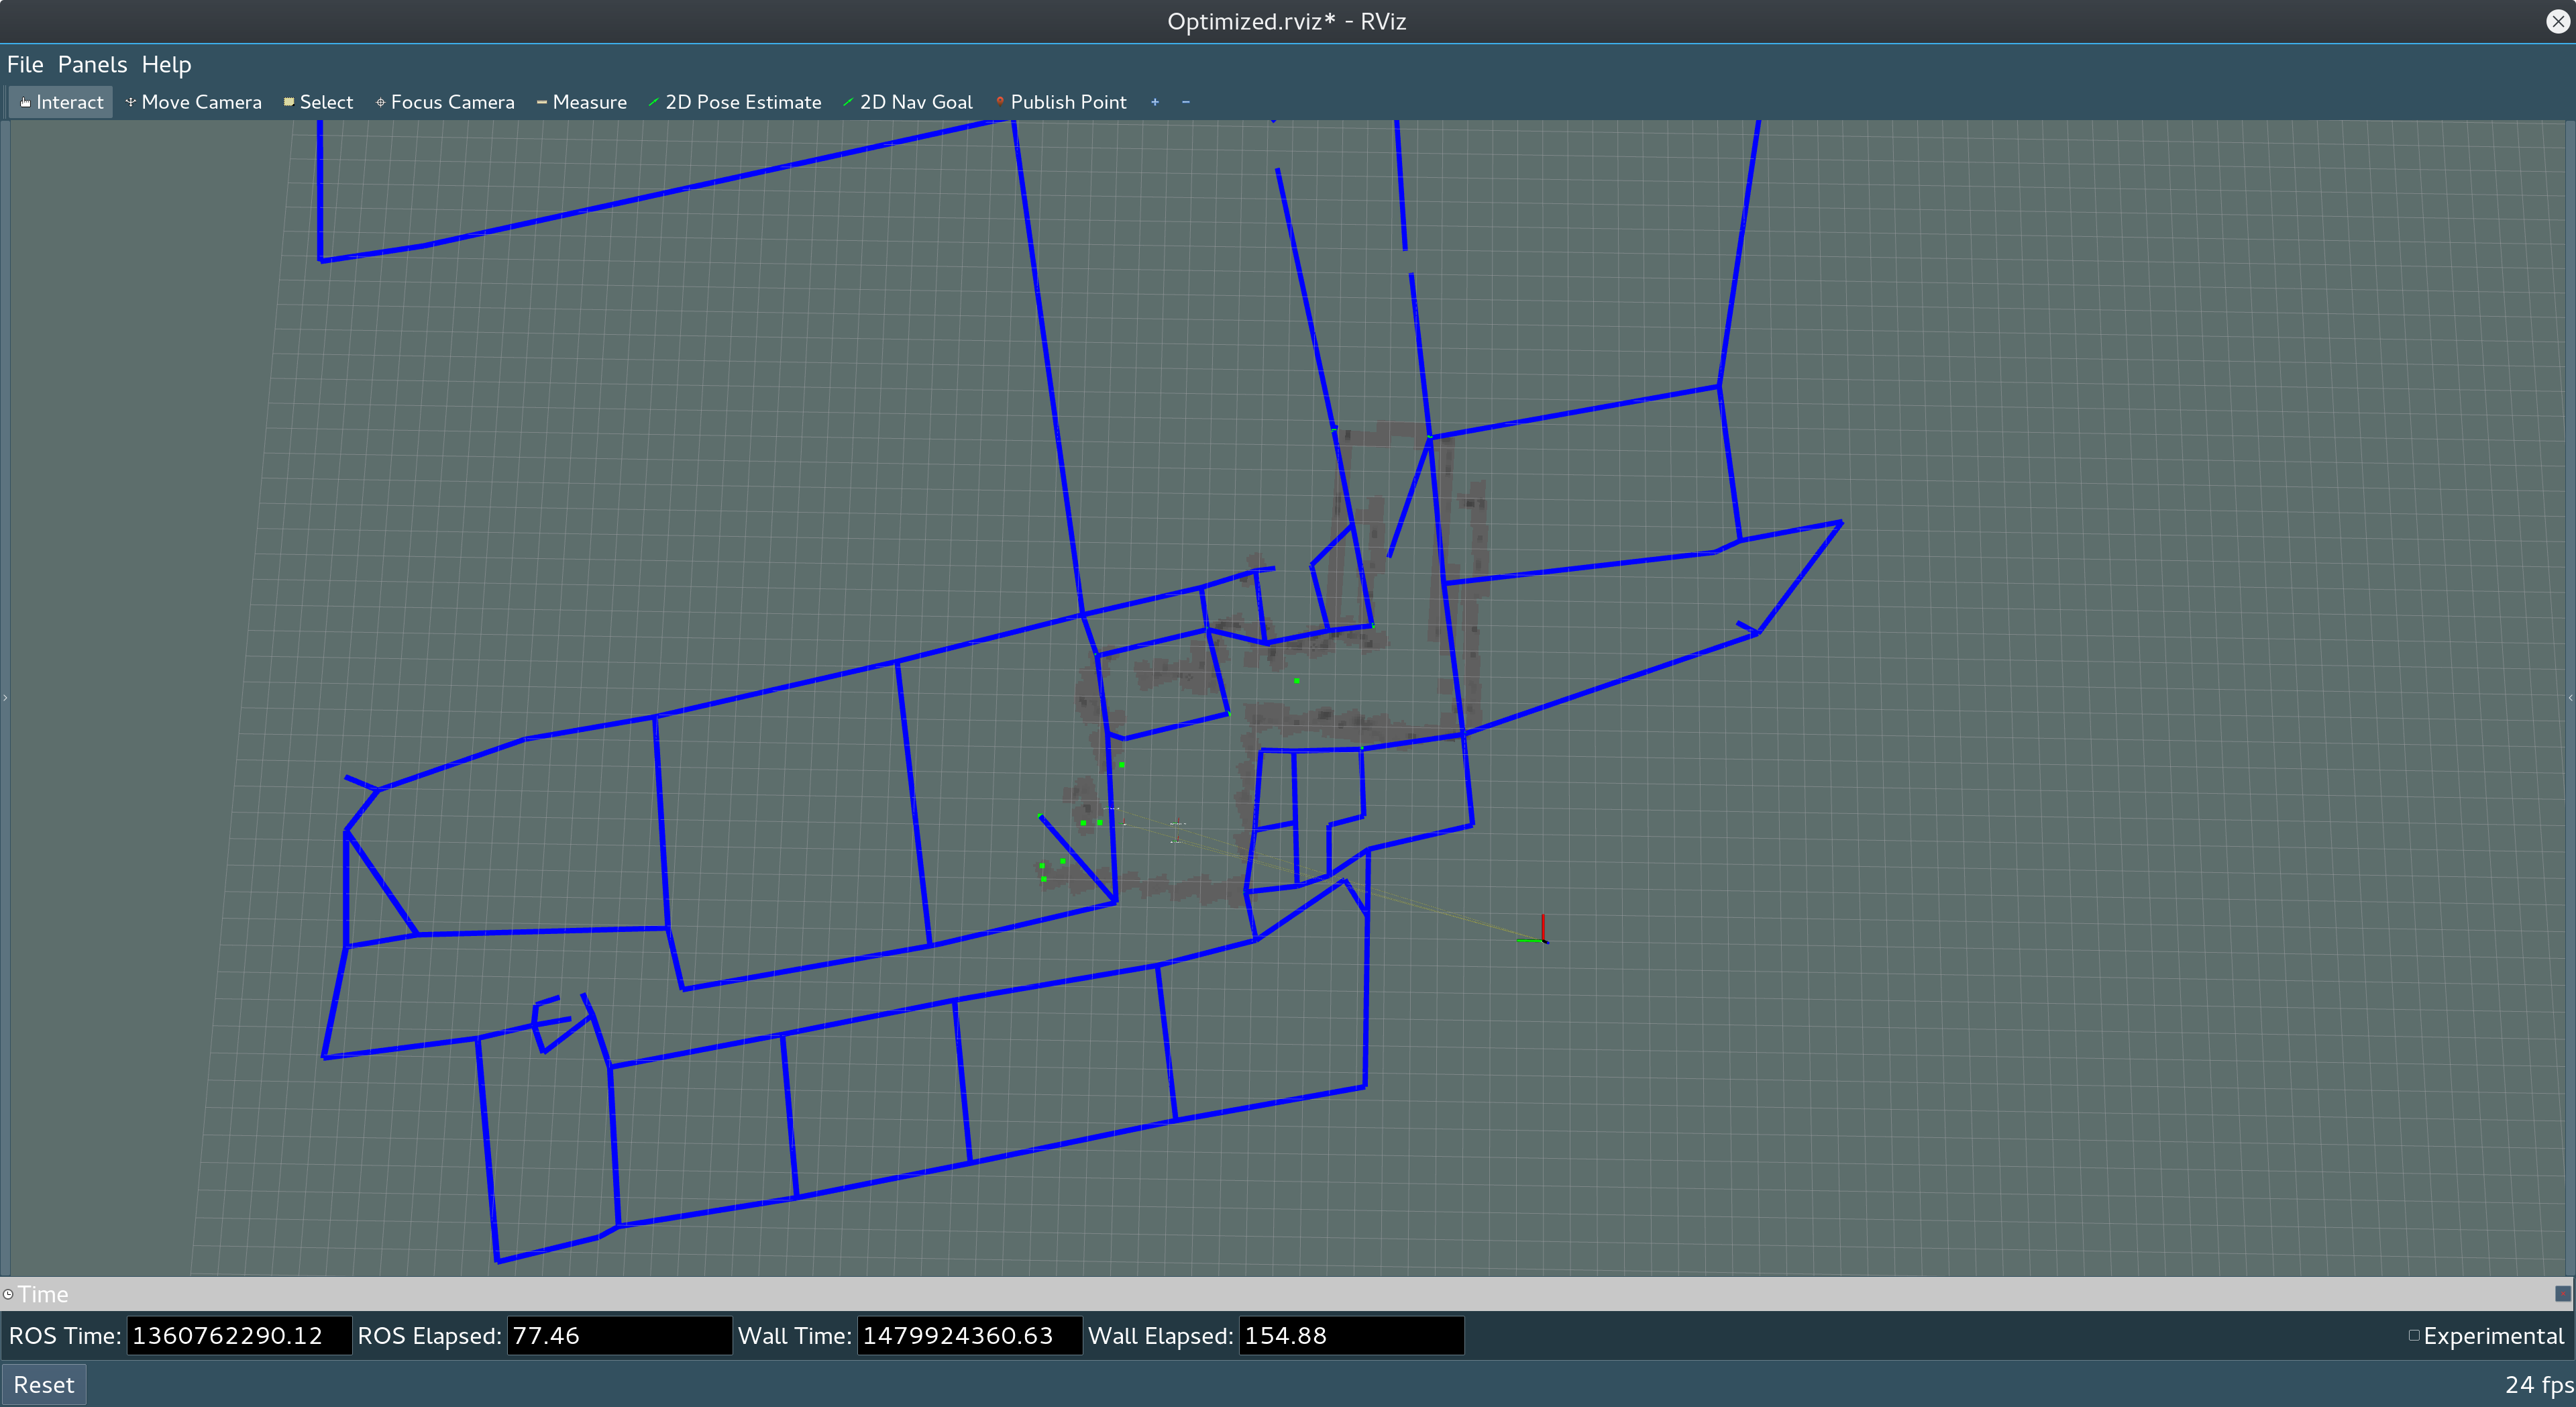 Optimized.rviz* - RViz
File Panels Help
Interact Move Camera Select Focus Camera Measure 2D Pose Estimate 2D Nav Goal Publish Point + −
Time
ROS Time: 1360762290.12 ROS Elapsed: 77.46 Wall Time: 1479924360.63 Wall Elapsed: 154.88 Experimental
Reset 24 fps